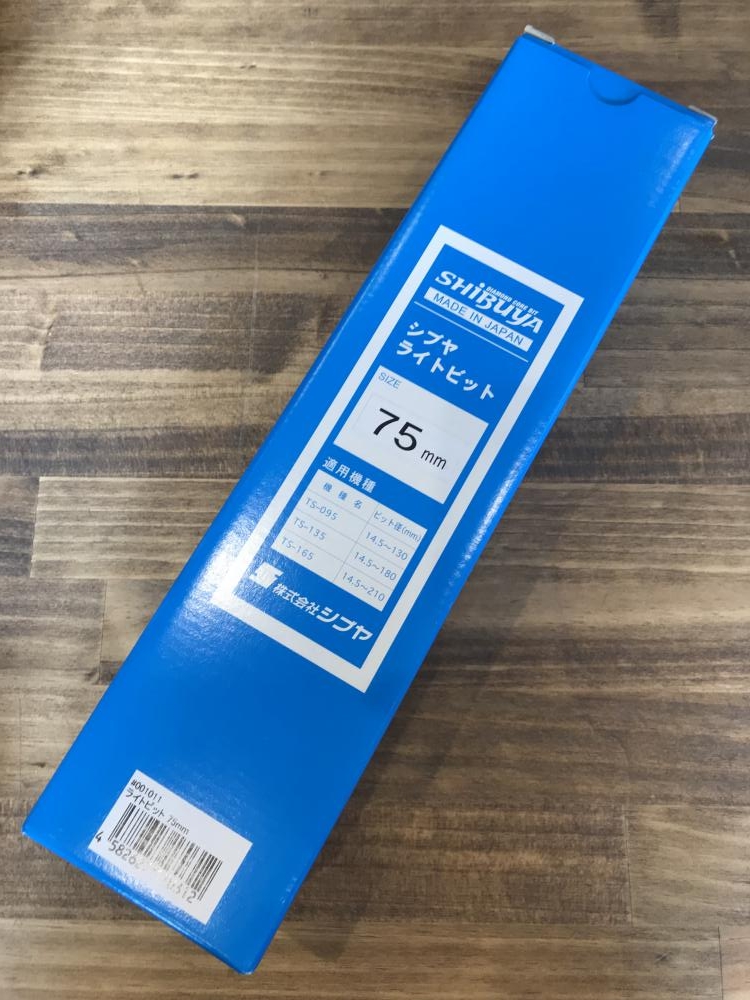 DIAMOND CORE BIT
SHIBUYA
MADE IN JAPAN
シブヤ
ライトビット
SIZE
75mm
適用機種
機種名 ビット径(mm)
TS-095 14.5~130
TS-135 14.5~180
TS-165 14.5~210
株式会社シブヤ
#001011
ライトビット 75mm